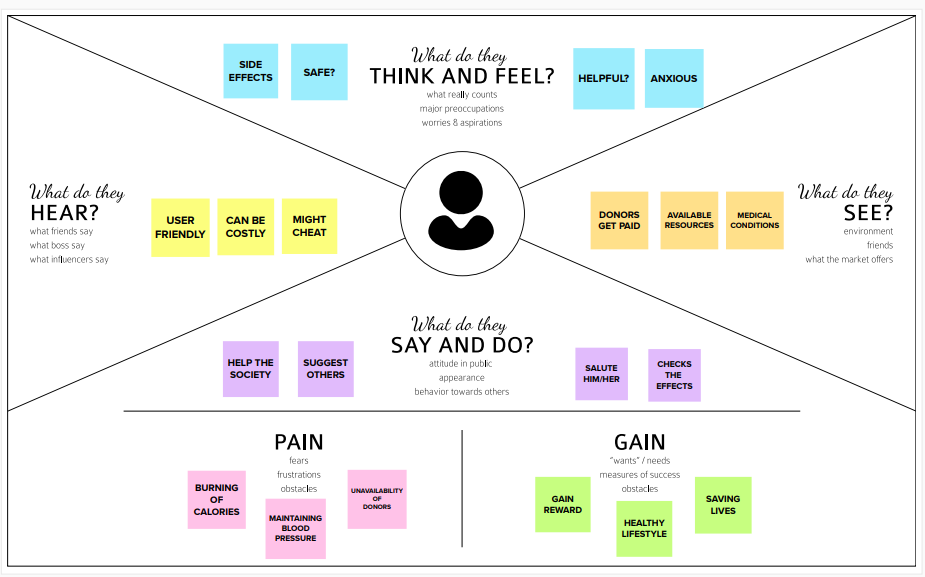 What do they
THINK AND FEEL?
what really counts
major preoccupations
worries & aspirations
SIDE
EFFECTS
SAFE?
HELPFUL?
ANXIOUS
What do they
HEAR?
what friends say
what boss say
what influencers say
USER
FRIENDLY
CAN BE
COSTLY
MIGHT
CHEAT
What do they
SEE?
environment
friends
what the market offers
DONORS
GET PAID
AVAILABLE
RESOURCES
MEDICAL
CONDITIONS
What do they
SAY AND DO?
attitude in public
appearance
behavior towards others
HELP THE
SOCIETY
SUGGEST
OTHERS
SALUTE
HIM/HER
CHECKS
THE
EFFECTS
PAIN
fears
frustrations
obstacles
BURNING
OF
CALORIES
MAINTAINING
BLOOD
PRESSURE
UNAVAILABILITY
OF
DONORS
GAIN
"wants" / needs
measures of success
obstacles
GAIN
REWARD
HEALTHY
LIFESTYLE
SAVING
LIVES